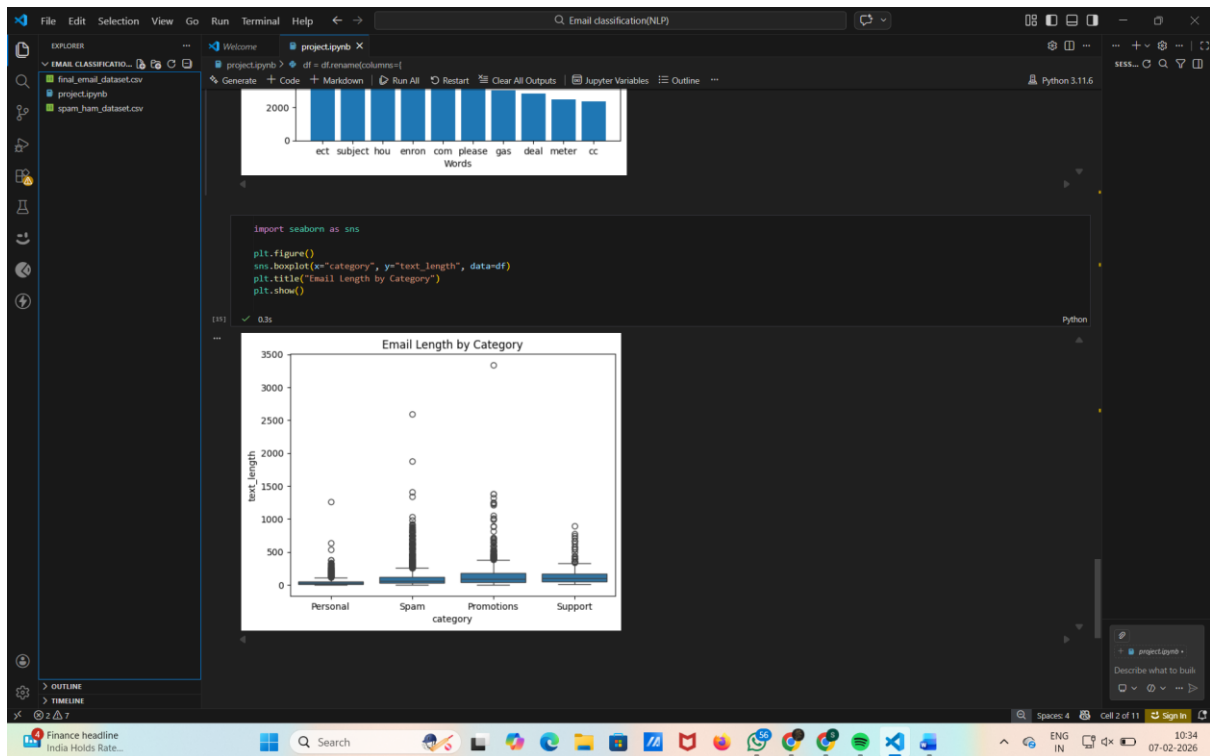 File Edit Selection View Go Run Terminal Help
Email classification(NLP)
EXPLORER
EMAIL CLASSIFICATIO...
final_email_dataset.csv
project.ipynb
spam_ham_dataset.csv
Welcome
project.ipynb
project.ipynb > df = df.rename(columns={
Generate + Code + Markdown Run All Restart Clear All Outputs Jupyter Variables Outline ...
Python 3.11.6
SESS...
2000
0
ect subject hou enron com please gas deal meter cc
Words
import seaborn as sns
plt.figure()
sns.boxplot(x="category", y="text_length", data=df)
plt.title("Email Length by Category")
plt.show()
[15] 0.3s
Python
Email Length by Category
3500
3000
2500
2000
1500
1000
500
0
text_length
Personal Spam Promotions Support
category
project.ipynb
Describe what to buil
OUTLINE
TIMELINE
2 7
Spaces: 4 Cell 2 of 11 Sign In
4
Finance headline
India Holds Rate...
Search
56
ENG
IN
10:34
07-02-2026